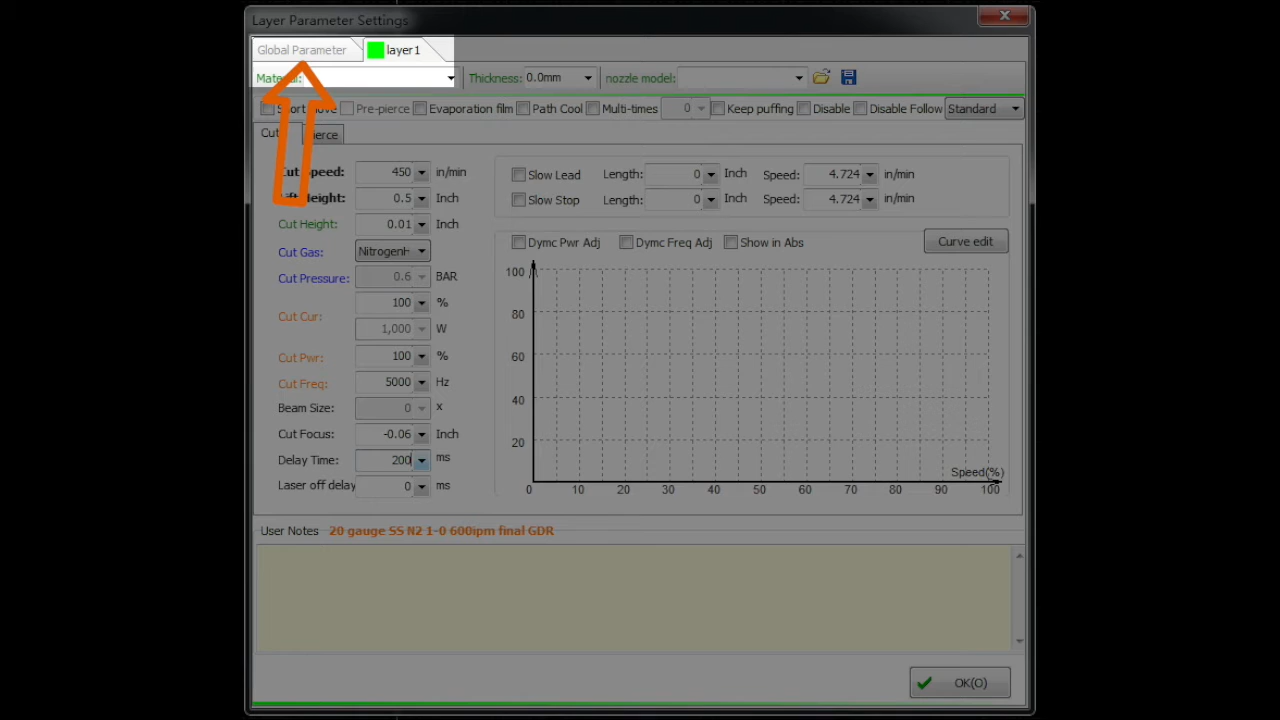 Layer Parameter Settings
Global Parameter layer1
Material: Thickness: 0.0mm nozzle model:
Short Move Pre-pierce Evaporation film Path Cool Multi-times 0 Keep puffing Disable Disable Follow Standard
Cut Pierce
Cut Speed: 450 in/min
Lift Height: 0.5 Inch
Cut Height: 0.01 Inch
Cut Gas: NitrogenH
Cut Pressure: 0.6 BAR
100 %
Cut Cur:
1,000 W
Cut Pwr: 100 %
Cut Freq: 5000 Hz
Beam Size: 0 x
Cut Focus: -0.06 Inch
Delay Time: 200 ms
Laser off delay 0 ms
Slow Lead Length: 0 Inch Speed: 4.724 in/min
Slow Stop Length: 0 Inch Speed: 4.724 in/min
Dymc Pwr Adj Dymc Freq Adj Show in Abs Curve edit
100
80
60
40
20
Speed(%)
0 10 20 30 40 50 60 70 80 90 100
User Notes 20 gauge SS N2 1-0 600ipm final GDR
OK(O)